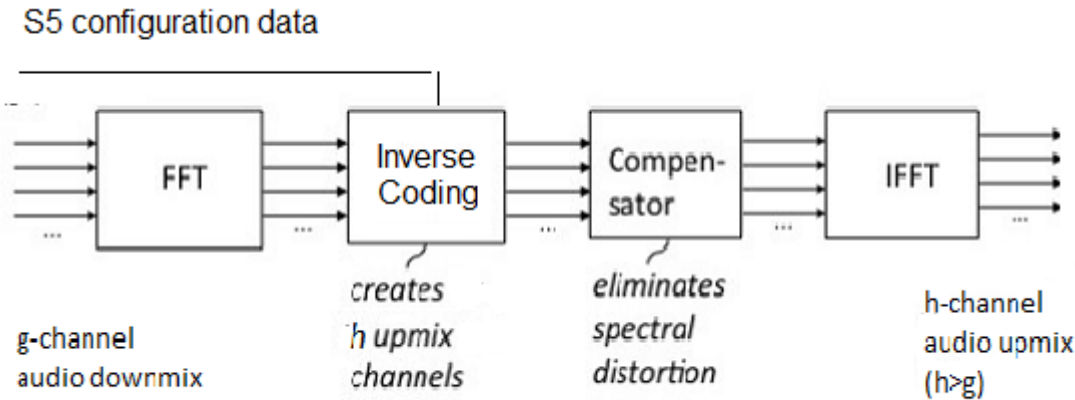 S5 configuration data
FFT
Inverse
Coding
Compen-
sator
IFFT
...
...
...
...
...
creates
h upmix
channels
eliminates
spectral
distortion
g-channel
audio downmix
h-channel
audio upmix
(h>g)